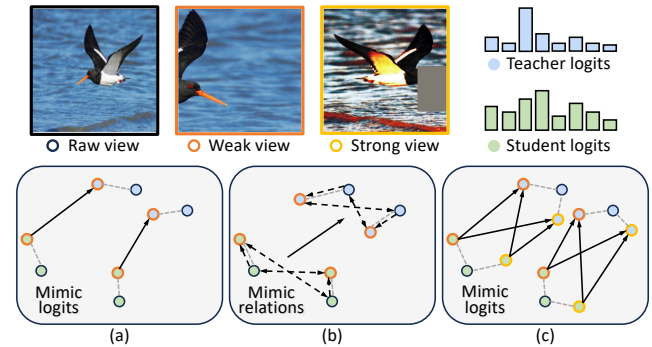 Teacher logits
Raw view
Weak view
Strong view
Student logits
Mimic
logits
Mimic
relations
Mimic
logits
(a)
(b)
(c)